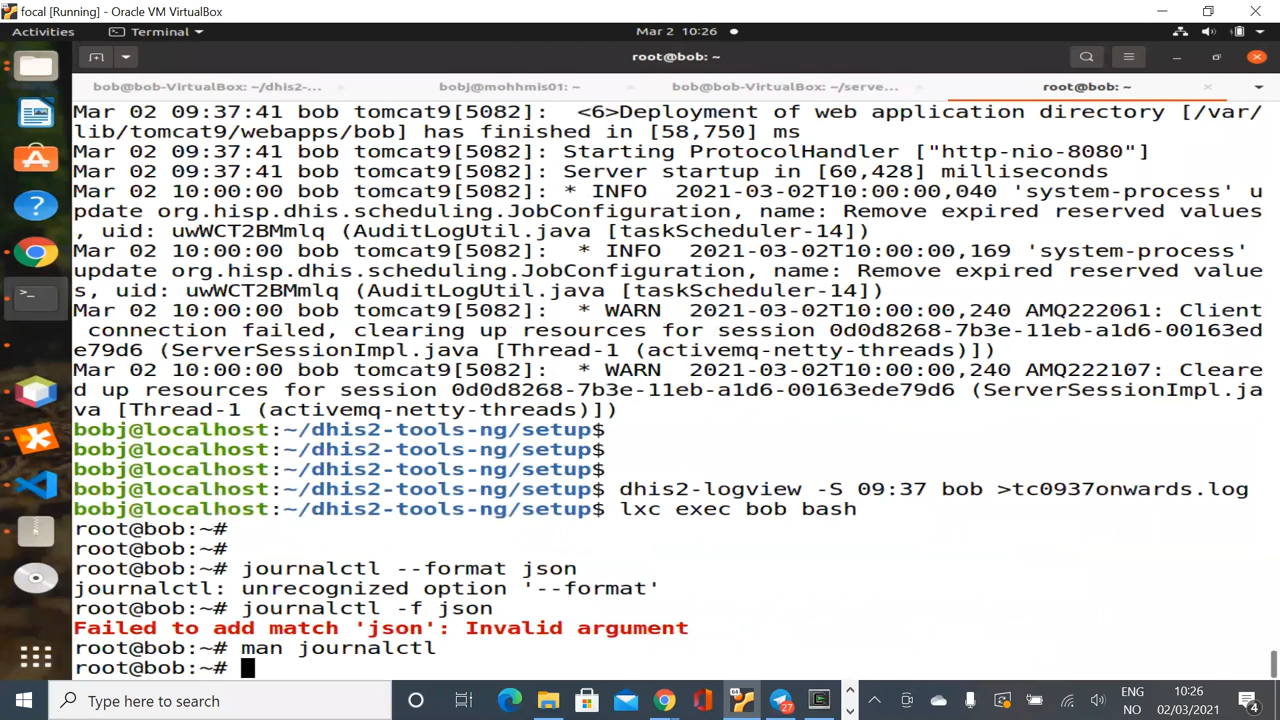 focal [Running] - Oracle VM VirtualBox
Activities
Terminal
Mar 2 10:26
root@bob: ~
bob@bob-VirtualBox: ~/dhis2-...
bobj@mohhmis01: ~
bob@bob-VirtualBox: ~/serve...
root@bob: ~
Mar 02 09:37:41 bob tomcat9[5082]:  <6>Deployment of web application directory [/var/
lib/tomcat9/webapps/bob] has finished in [58,750] ms
Mar 02 09:37:41 bob tomcat9[5082]: Starting ProtocolHandler ["http-nio-8080"]
Mar 02 09:37:41 bob tomcat9[5082]: Server startup in [60,428] milliseconds
Mar 02 10:00:00 bob tomcat9[5082]: * INFO  2021-03-02T10:00:00,040 'system-process' u
pdate org.hisp.dhis.scheduling.JobConfiguration, name: Remove expired reserved values
, uid: uwWCT2BMmlq (AuditLogUtil.java [taskScheduler-14])
Mar 02 10:00:00 bob tomcat9[5082]:  * INFO  2021-03-02T10:00:00,169 'system-process'
update org.hisp.dhis.scheduling.JobConfiguration, name: Remove expired reserved value
s, uid: uwWCT2BMmlq (AuditLogUtil.java [taskScheduler-14])
Mar 02 10:00:00 bob tomcat9[5082]:  * WARN  2021-03-02T10:00:00,240 AMQ222061: Client
 connection failed, clearing up resources for session 0d0d8268-7b3e-11eb-a1d6-00163ed
e79d6 (ServerSessionImpl.java [Thread-1 (activemq-netty-threads)])
Mar 02 10:00:00 bob tomcat9[5082]:  * WARN  2021-03-02T10:00:00,240 AMQ222107: Cleare
d up resources for session 0d0d8268-7b3e-11eb-a1d6-00163ede79d6 (ServerSessionImpl.ja
va [Thread-1 (activemq-netty-threads)])
bobj@localhost:~/dhis2-tools-ng/setup$
bobj@localhost:~/dhis2-tools-ng/setup$
bobj@localhost:~/dhis2-tools-ng/setup$
bobj@localhost:~/dhis2-tools-ng/setup$ dhis2-logview -S 09:37 bob >tc0937onwards.log
bobj@localhost:~/dhis2-tools-ng/setup$ lxc exec bob bash
root@bob:~#
root@bob:~#
root@bob:~# journalctl --format json
journalctl: unrecognized option '--format'
root@bob:~# journalctl -f json
Failed to add match 'json': Invalid argument
root@bob:~# man journalctl
root@bob:~#
Type here to search
27
ENG
NO
10:26
02/03/2021
4